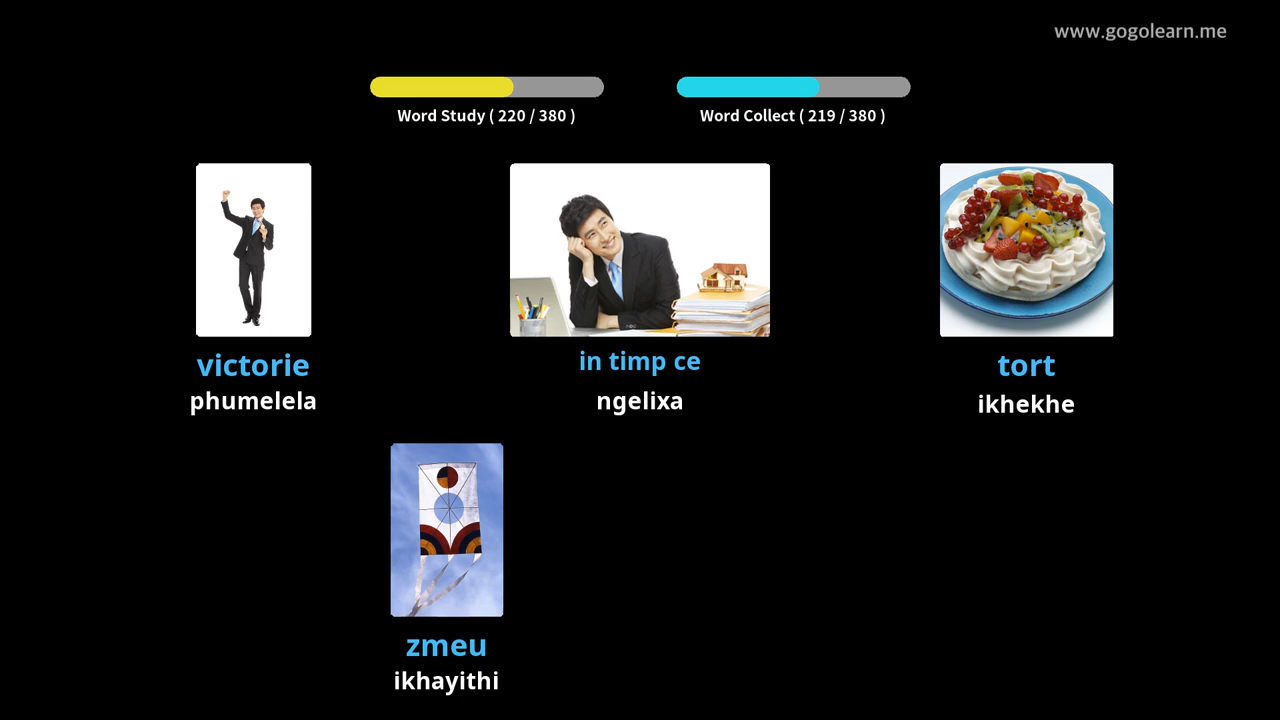 www.gogolearn.me
Word Study ( 220 / 380 )
Word Collect ( 219 / 380 )
victorie
phumelela
in timp ce
ngelixa
tort
ikhekhe
zmeu
ikhayithi